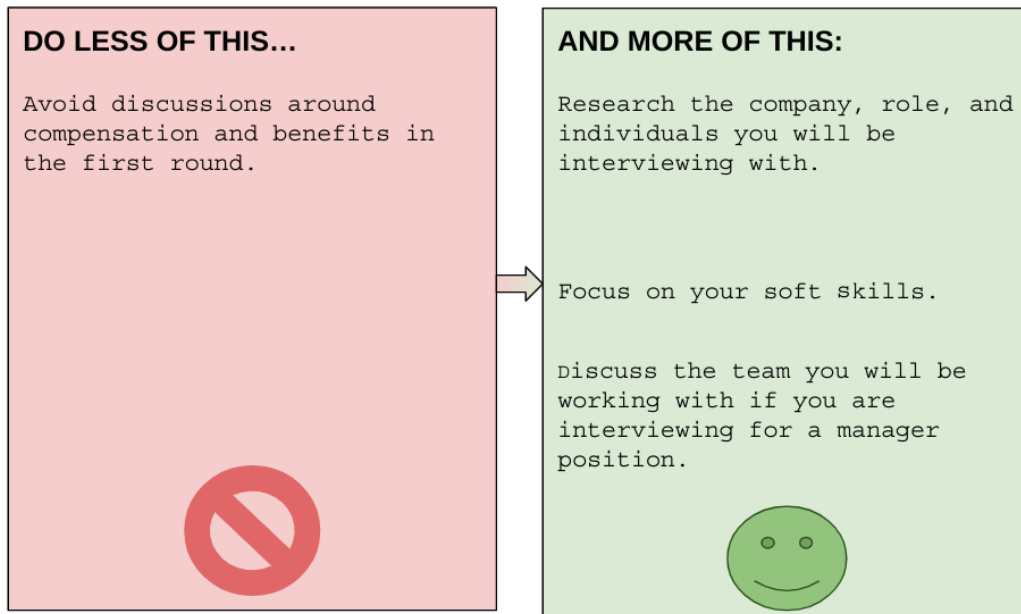 DO LESS OF THIS…
Avoid discussions around
compensation and benefits in
the first round.
AND MORE OF THIS:
Research the company, role, and
individuals you will be
interviewing with.
Focus on your soft skills.
Discuss the team you will be
working with if you are
interviewing for a manager
position.